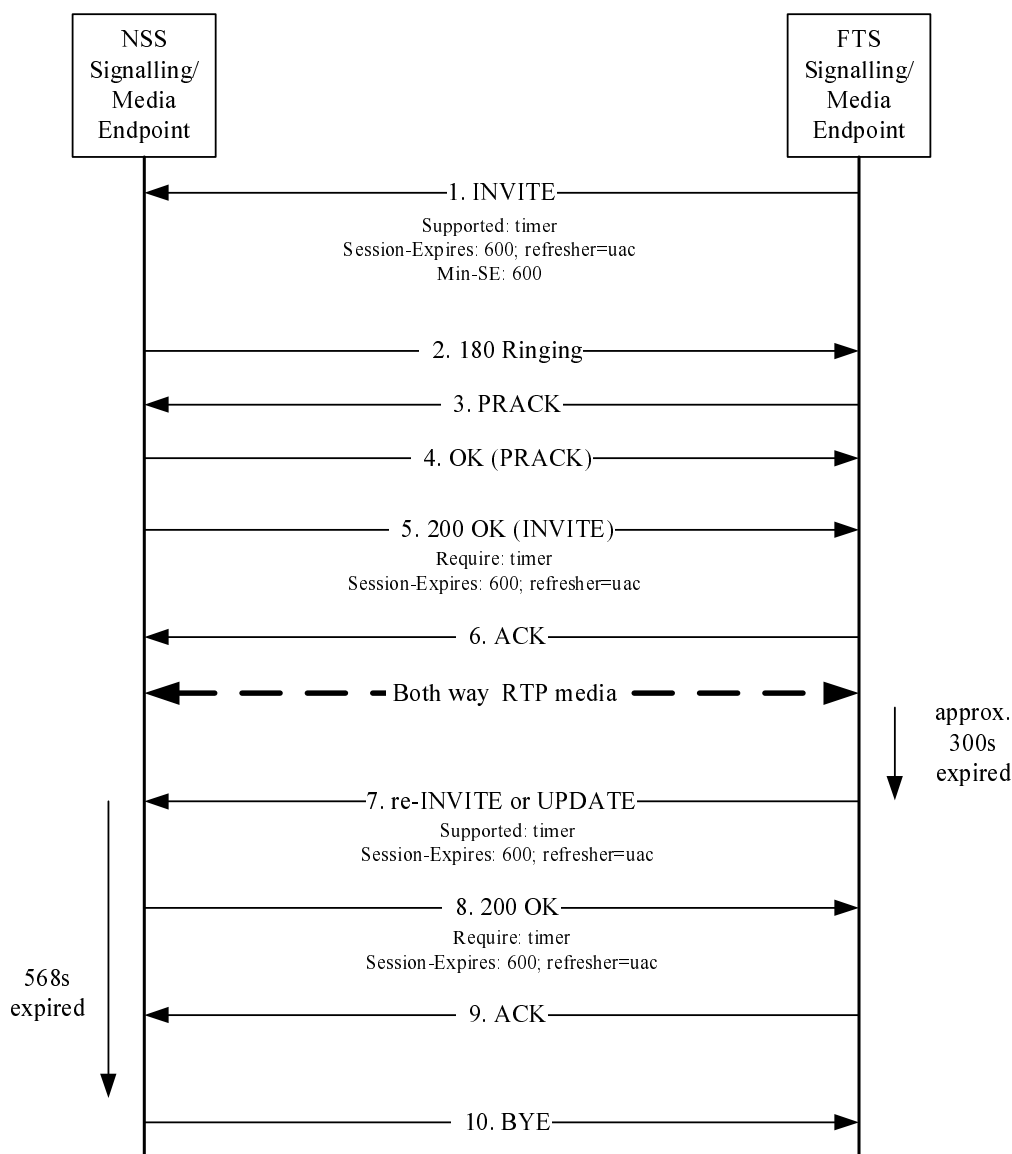 NSS
Signalling/
Media
Endpoint
FTS
Signalling/
Media
Endpoint
1. INVITE
Supported: timer
Session-Expires: 600; refresher=uac
Min-SE: 600
2. 180 Ringing
3. PRACK
4. OK (PRACK)
5. 200 OK (INVITE)
Require: timer
Session-Expires: 600; refresher=uac
6. ACK
Both way RTP media
approx.
300s
expired
7. re-INVITE or UPDATE
Supported: timer
Session-Expires: 600; refresher=uac
8. 200 OK
Require: timer
Session-Expires: 600; refresher=uac
568s
expired
9. ACK
10. BYE